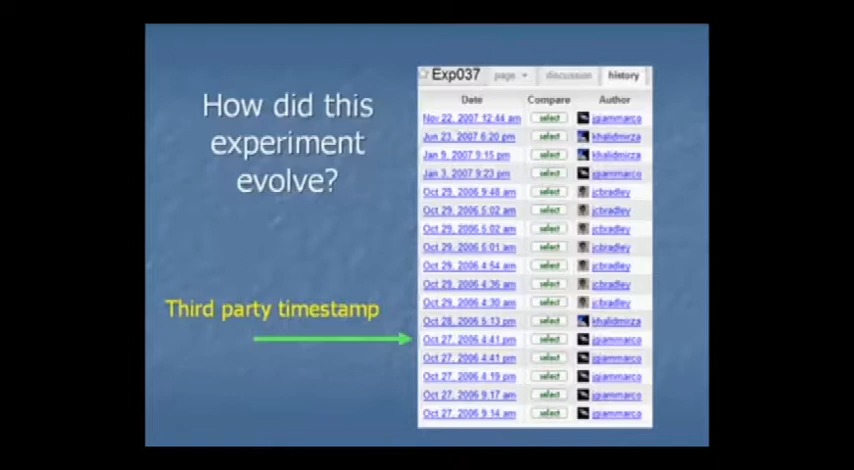 How did this
experiment
evolve?
Third party timestamp
Exp037 page discussion history
Date Compare Author
Nov 22, 2007 12:44 am select jgiammarco
Jun 23, 2007 6:20 pm select khalidmirza
Jan 9, 2007 9:15 pm select khalidmirza
Jan 3, 2007 9:23 pm select jgiammarco
Oct 29, 2006 9:48 am select jcbradley
Oct 29, 2006 5:02 am select jcbradley
Oct 29, 2006 5:02 am select jcbradley
Oct 29, 2006 5:01 am select jcbradley
Oct 29, 2006 4:54 am select jcbradley
Oct 29, 2006 4:36 am select jcbradley
Oct 29, 2006 4:30 am select jcbradley
Oct 28, 2006 5:13 pm select khalidmirza
Oct 27, 2006 4:41 pm select jgiammarco
Oct 27, 2006 4:41 pm select jgiammarco
Oct 27, 2006 4:19 pm select jgiammarco
Oct 27, 2006 9:17 am select jgiammarco
Oct 27, 2006 9:14 am select jgiammarco